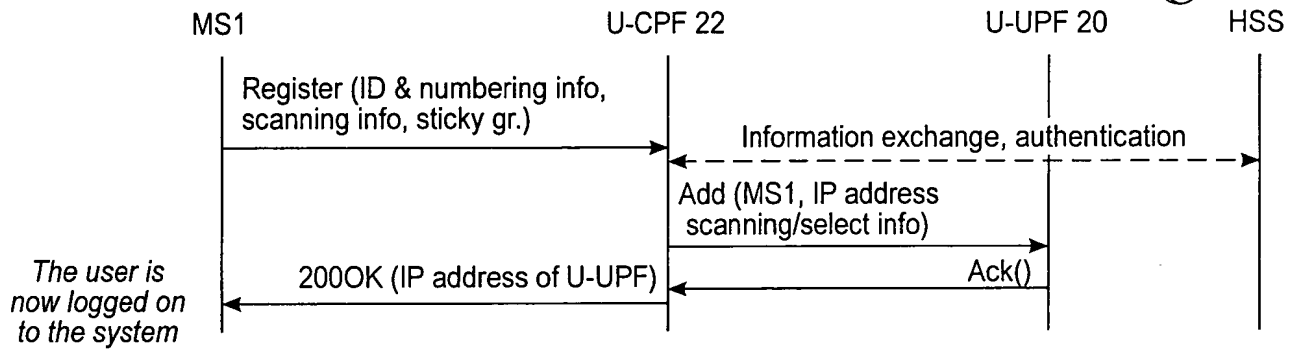 MS1
U-CPF 22
U-UPF 20
HSS
Register (ID & numbering info,
scanning info, sticky gr.)
Information exchange, authentication
Add (MS1, IP address
scanning/select info)
Ack()
200OK (IP address of U-UPF)
The user is
now logged on
to the system